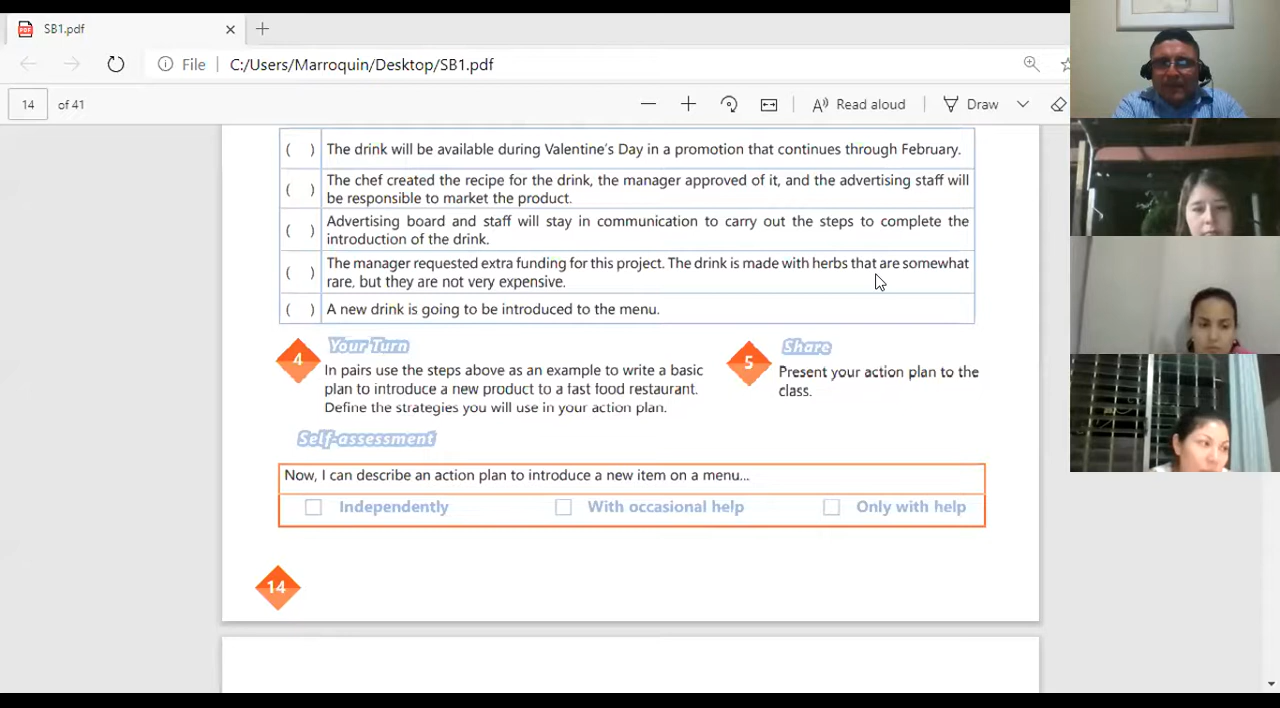 SB1.pdf
File C:/Users/Marroquin/Desktop/SB1.pdf
14 of 41 Read aloud Draw
( ) The drink will be available during Valentine's Day in a promotion that continues through February.
( ) The chef created the recipe for the drink, the manager approved of it, and the advertising staff will
be responsible to market the product.
( ) Advertising board and staff will stay in communication to carry out the steps to complete the
introduction of the drink.
( ) The manager requested extra funding for this project. The drink is made with herbs that are somewhat
rare, but they are not very expensive.
( ) A new drink is going to be introduced to the menu.
4 Your Turn
In pairs use the steps above as an example to write a basic
plan to introduce a new product to a fast food restaurant.
Define the strategies you will use in your action plan.
5 Share
Present your action plan to the
class.
Self-assessment
Now, I can describe an action plan to introduce a new item on a menu...
Independently With occasional help Only with help
14